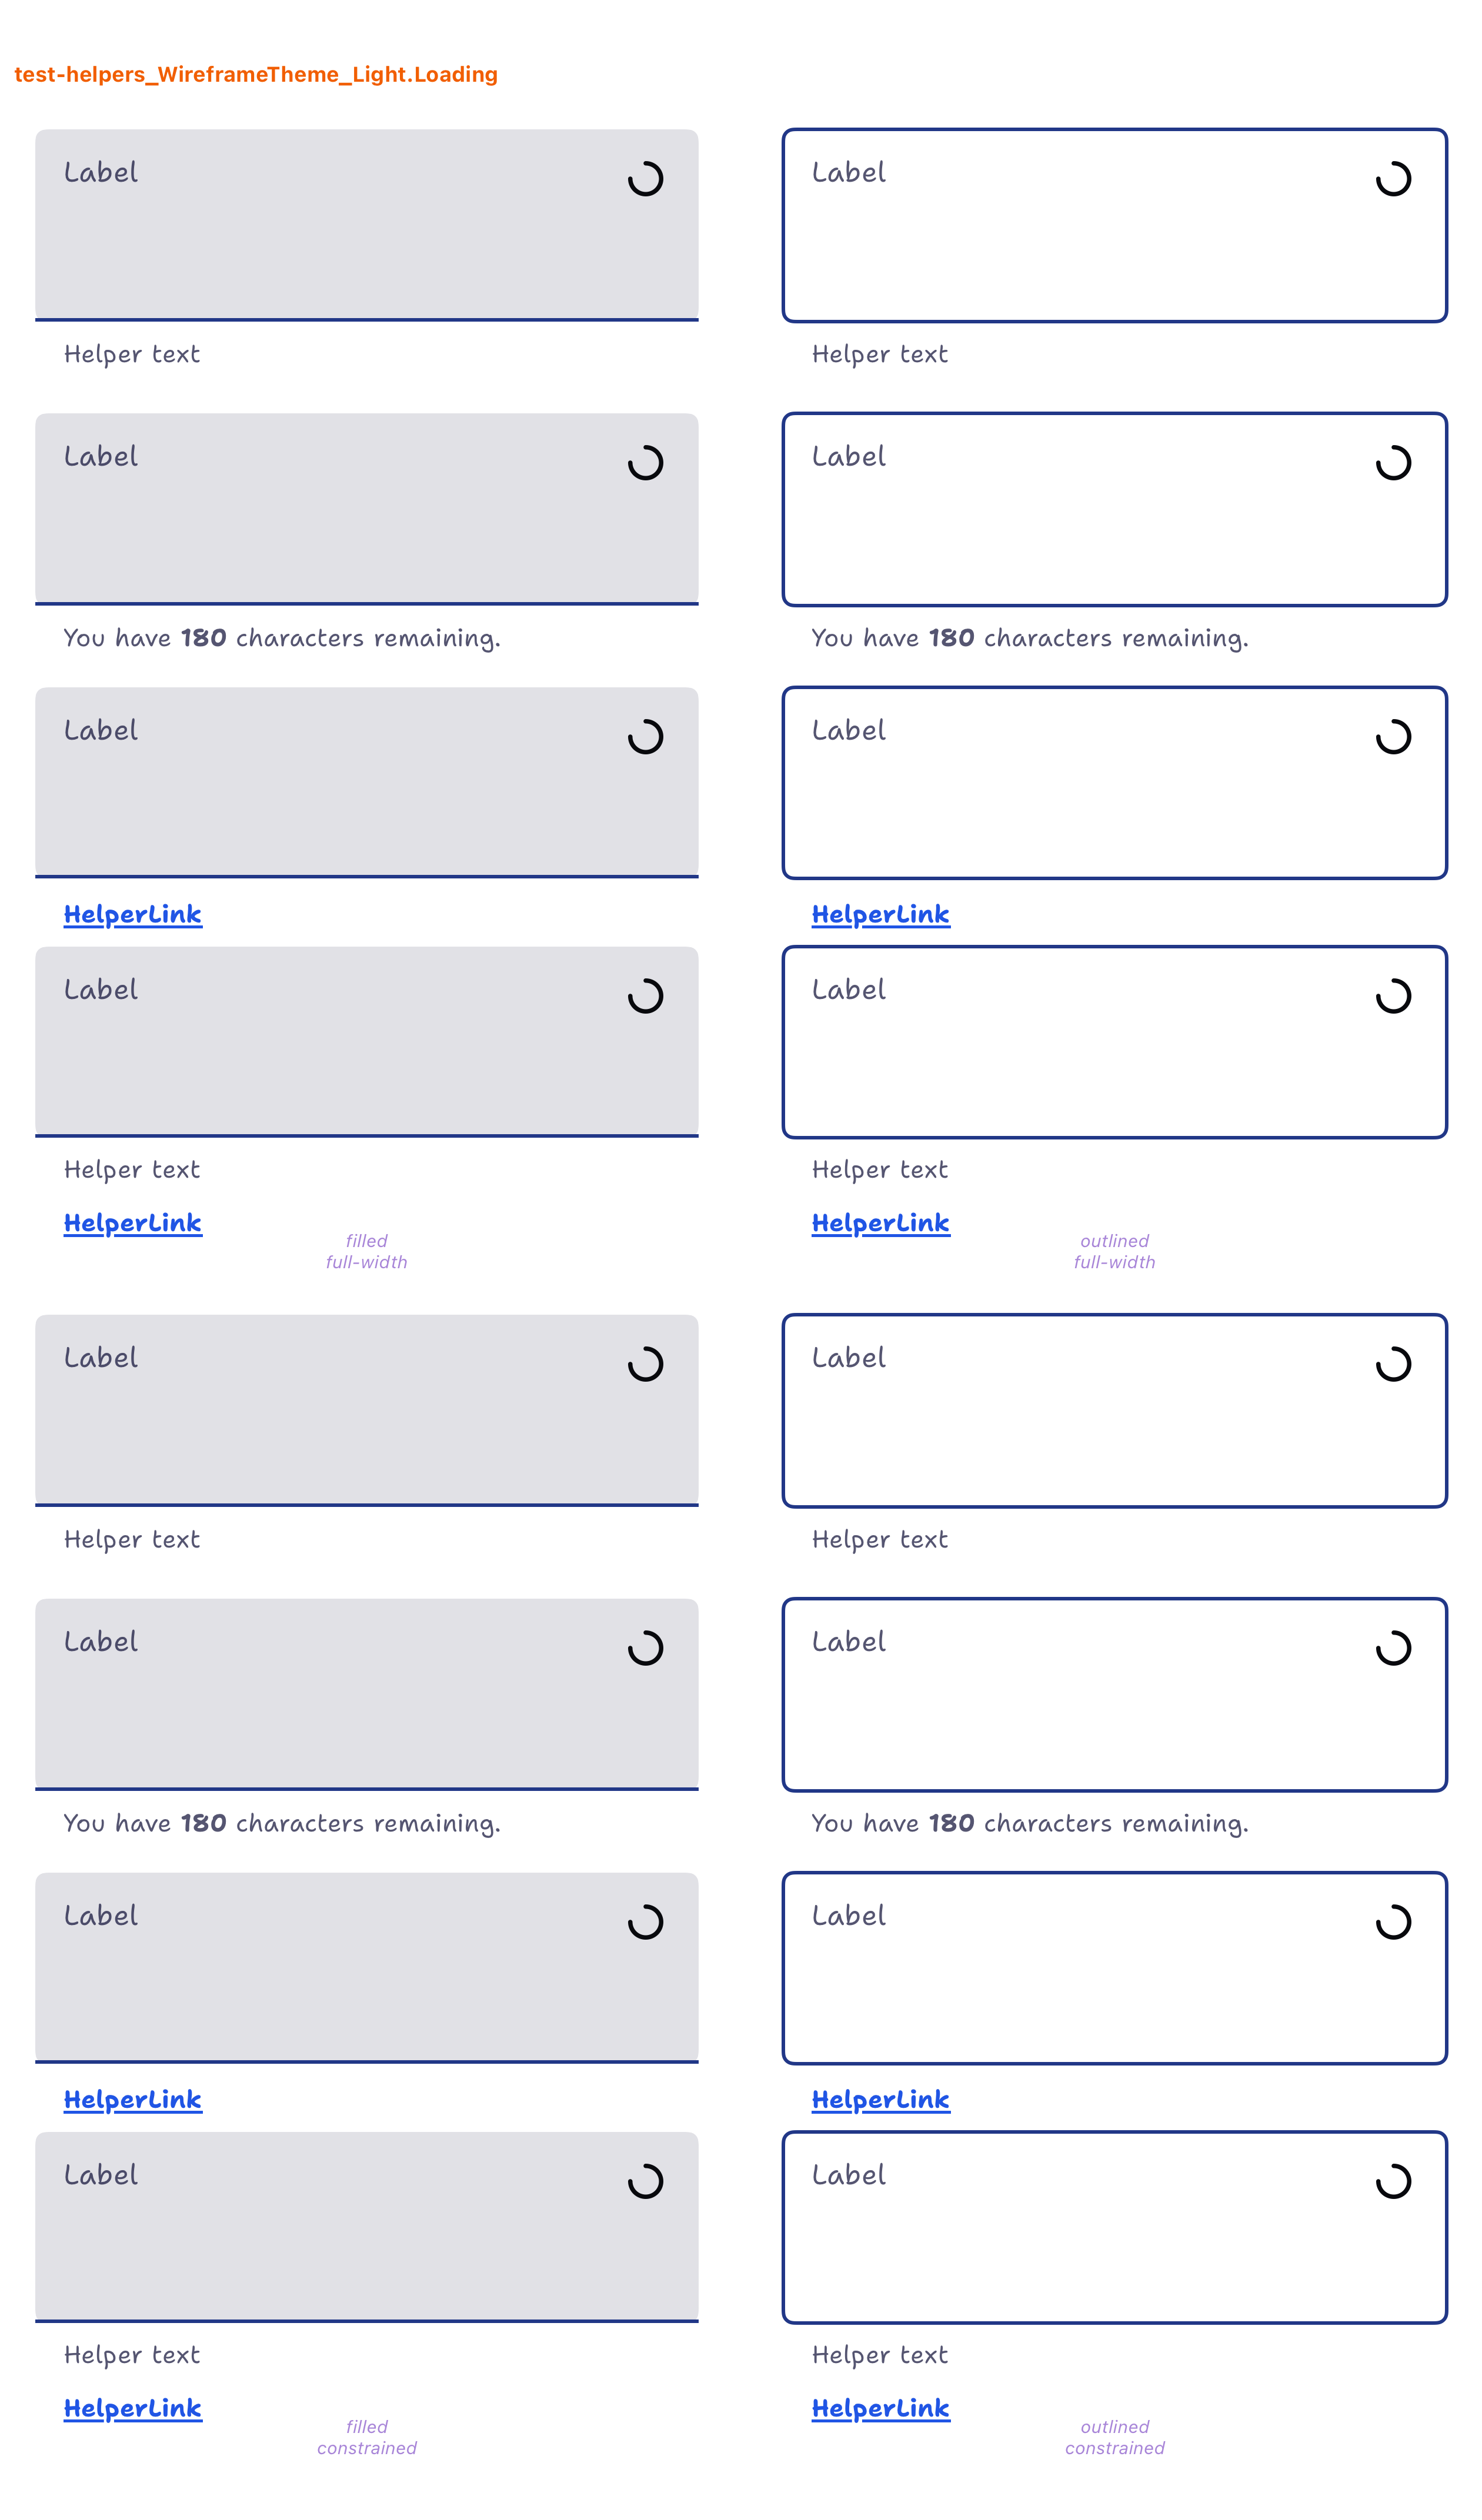 test-helpers_WireframeTheme_Light.Loading
Label
Label
Helper text
Helper text
Label
Label
You have 180 characters remaining.
You have 180 characters remaining.
Label
Label
HelperLink
HelperLink
Label
Label
Helper text
Helper text
HelperLink
HelperLink
filled
full-width
outlined
full-width
Label
Label
Helper text
Helper text
Label
Label
You have 180 characters remaining.
You have 180 characters remaining.
Label
Label
HelperLink
HelperLink
Label
Label
Helper text
Helper text
HelperLink
HelperLink
filled
constrained
outlined
constrained